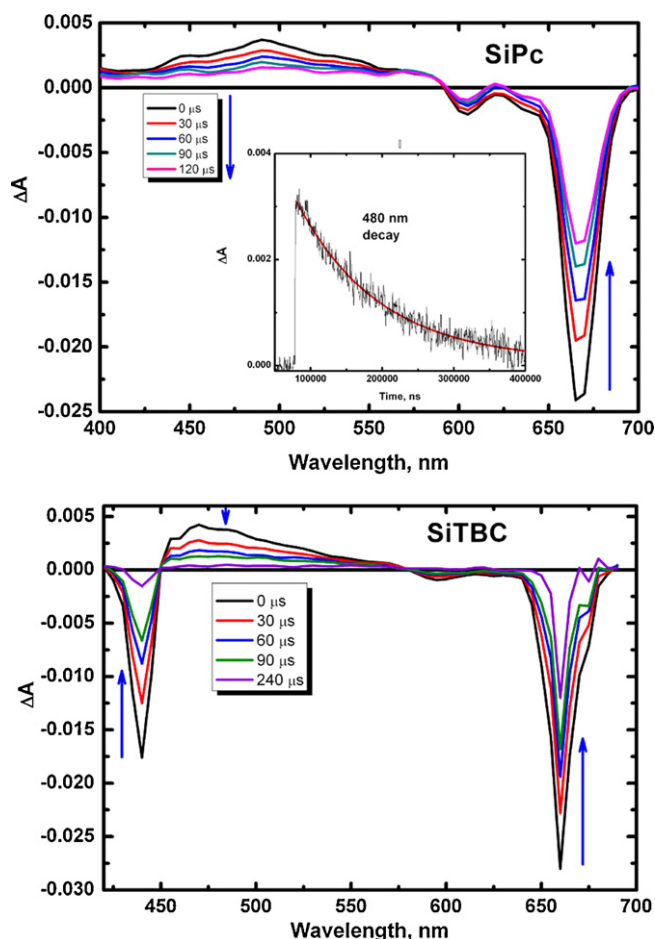 0.005
SiPc
0.000
0 μs
30 μs
60 μs
90 μs
120 μs
-0.005
0.004
480 nm
decay
-0.010
ΔA
ΔA
0.002
-0.015
-0.020
0.000
100000 200000 300000 400000
Time, ns
-0.025
400 450 500 550 600 650 700
Wavelength, nm
0.005
SiTBC
0.000
0 μs
30 μs
60 μs
90 μs
240 μs
-0.005
-0.010
ΔA
-0.015
-0.020
-0.025
-0.030
450 500 550 600 650 700
Wavelength, nm